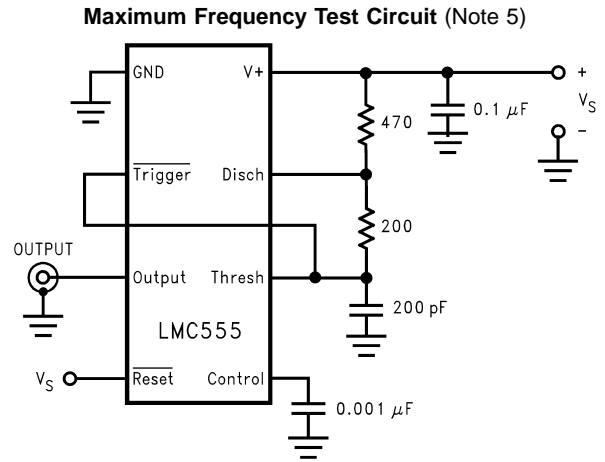 Maximum Frequency Test Circuit (Note 5)
GND
V+
470
0.1 μF
+
VS
-
Trigger
Disch
200
OUTPUT
Output
Thresh
200 pF
LMC555
VS
Reset
Control
0.001 μF